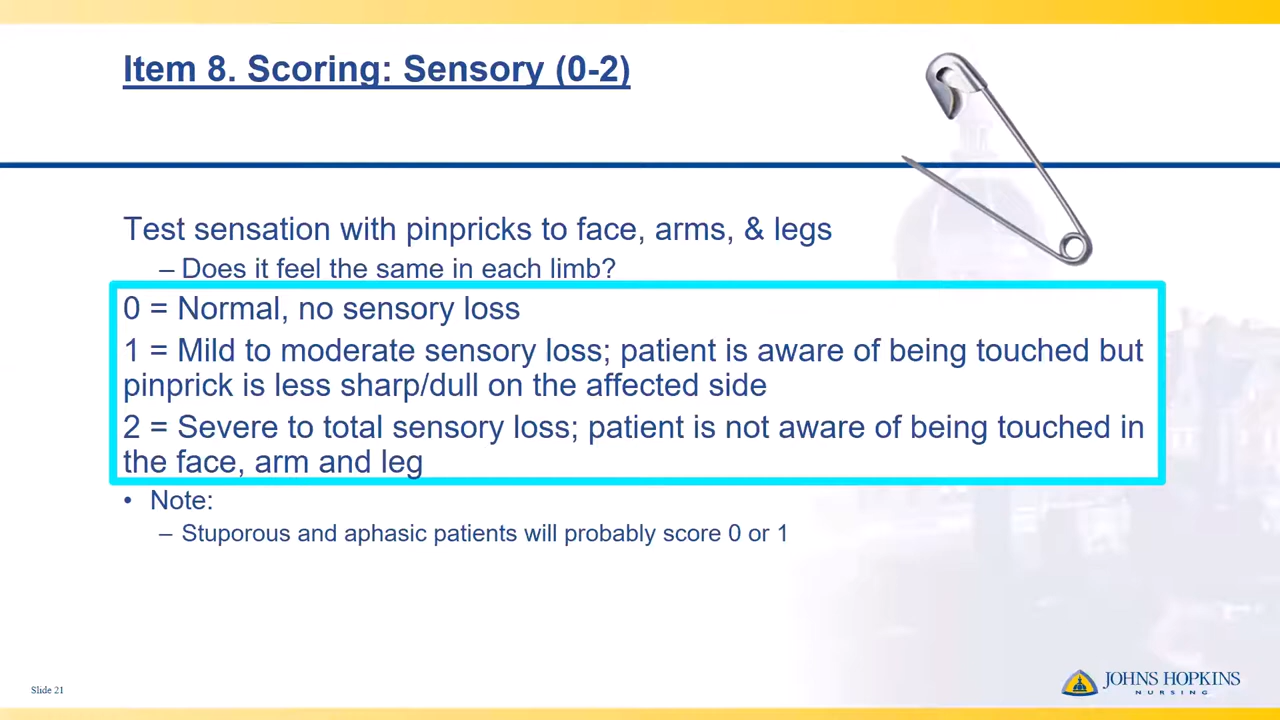 Item 8. Scoring: Sensory (0-2)
Test sensation with pinpricks to face, arms, & legs
– Does it feel the same in each limb?
0 = Normal, no sensory loss
1 = Mild to moderate sensory loss; patient is aware of being touched but
pinprick is less sharp/dull on the affected side
2 = Severe to total sensory loss; patient is not aware of being touched in
the face, arm and leg
• Note:
– Stuporous and aphasic patients will probably score 0 or 1
Slide 21
JOHNS HOPKINS
NURSING